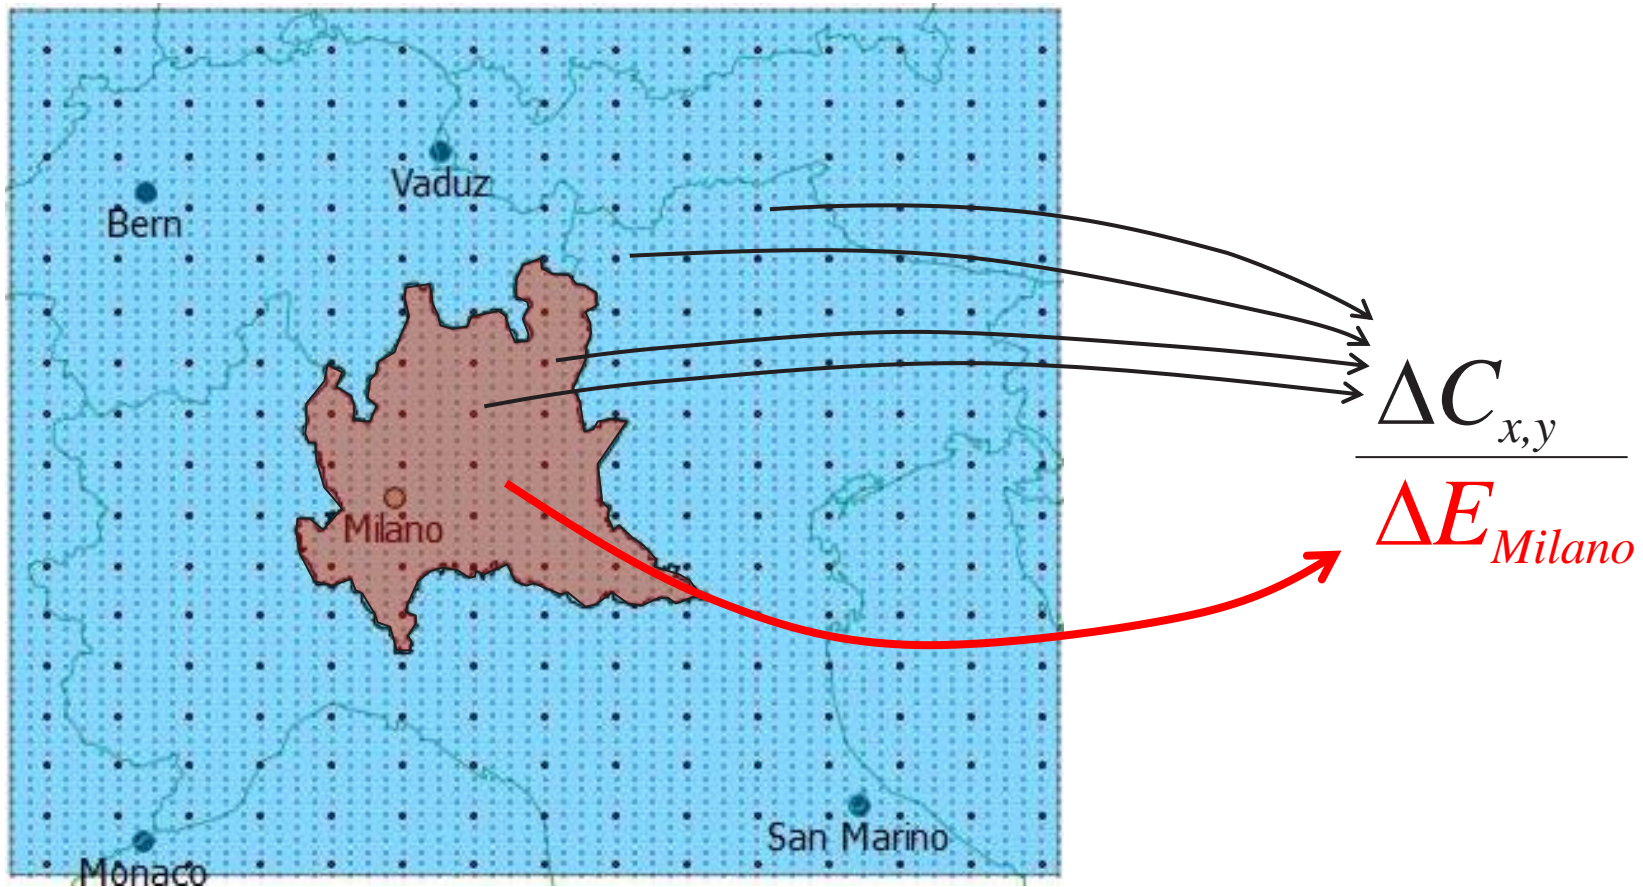 Vaduz
Bern
ΔC_{x,y}
ΔE_{Milano}
Milano
San Marino
Monaco